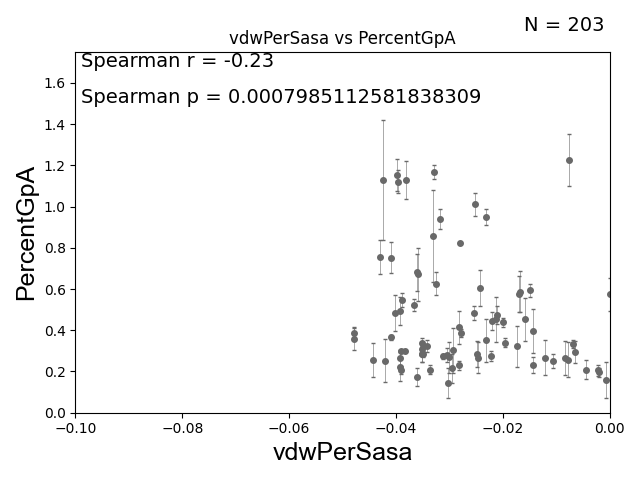 N = 203
vdwPerSasa vs PercentGpA
Spearman r = -0.23
Spearman p = 0.0007985112581838309
1.6
1.4
1.2
1.0
0.8
0.6
0.4
0.2
0.0
PercentGpA
−0.10 −0.08 −0.06 −0.04 −0.02 0.00
vdwPerSasa